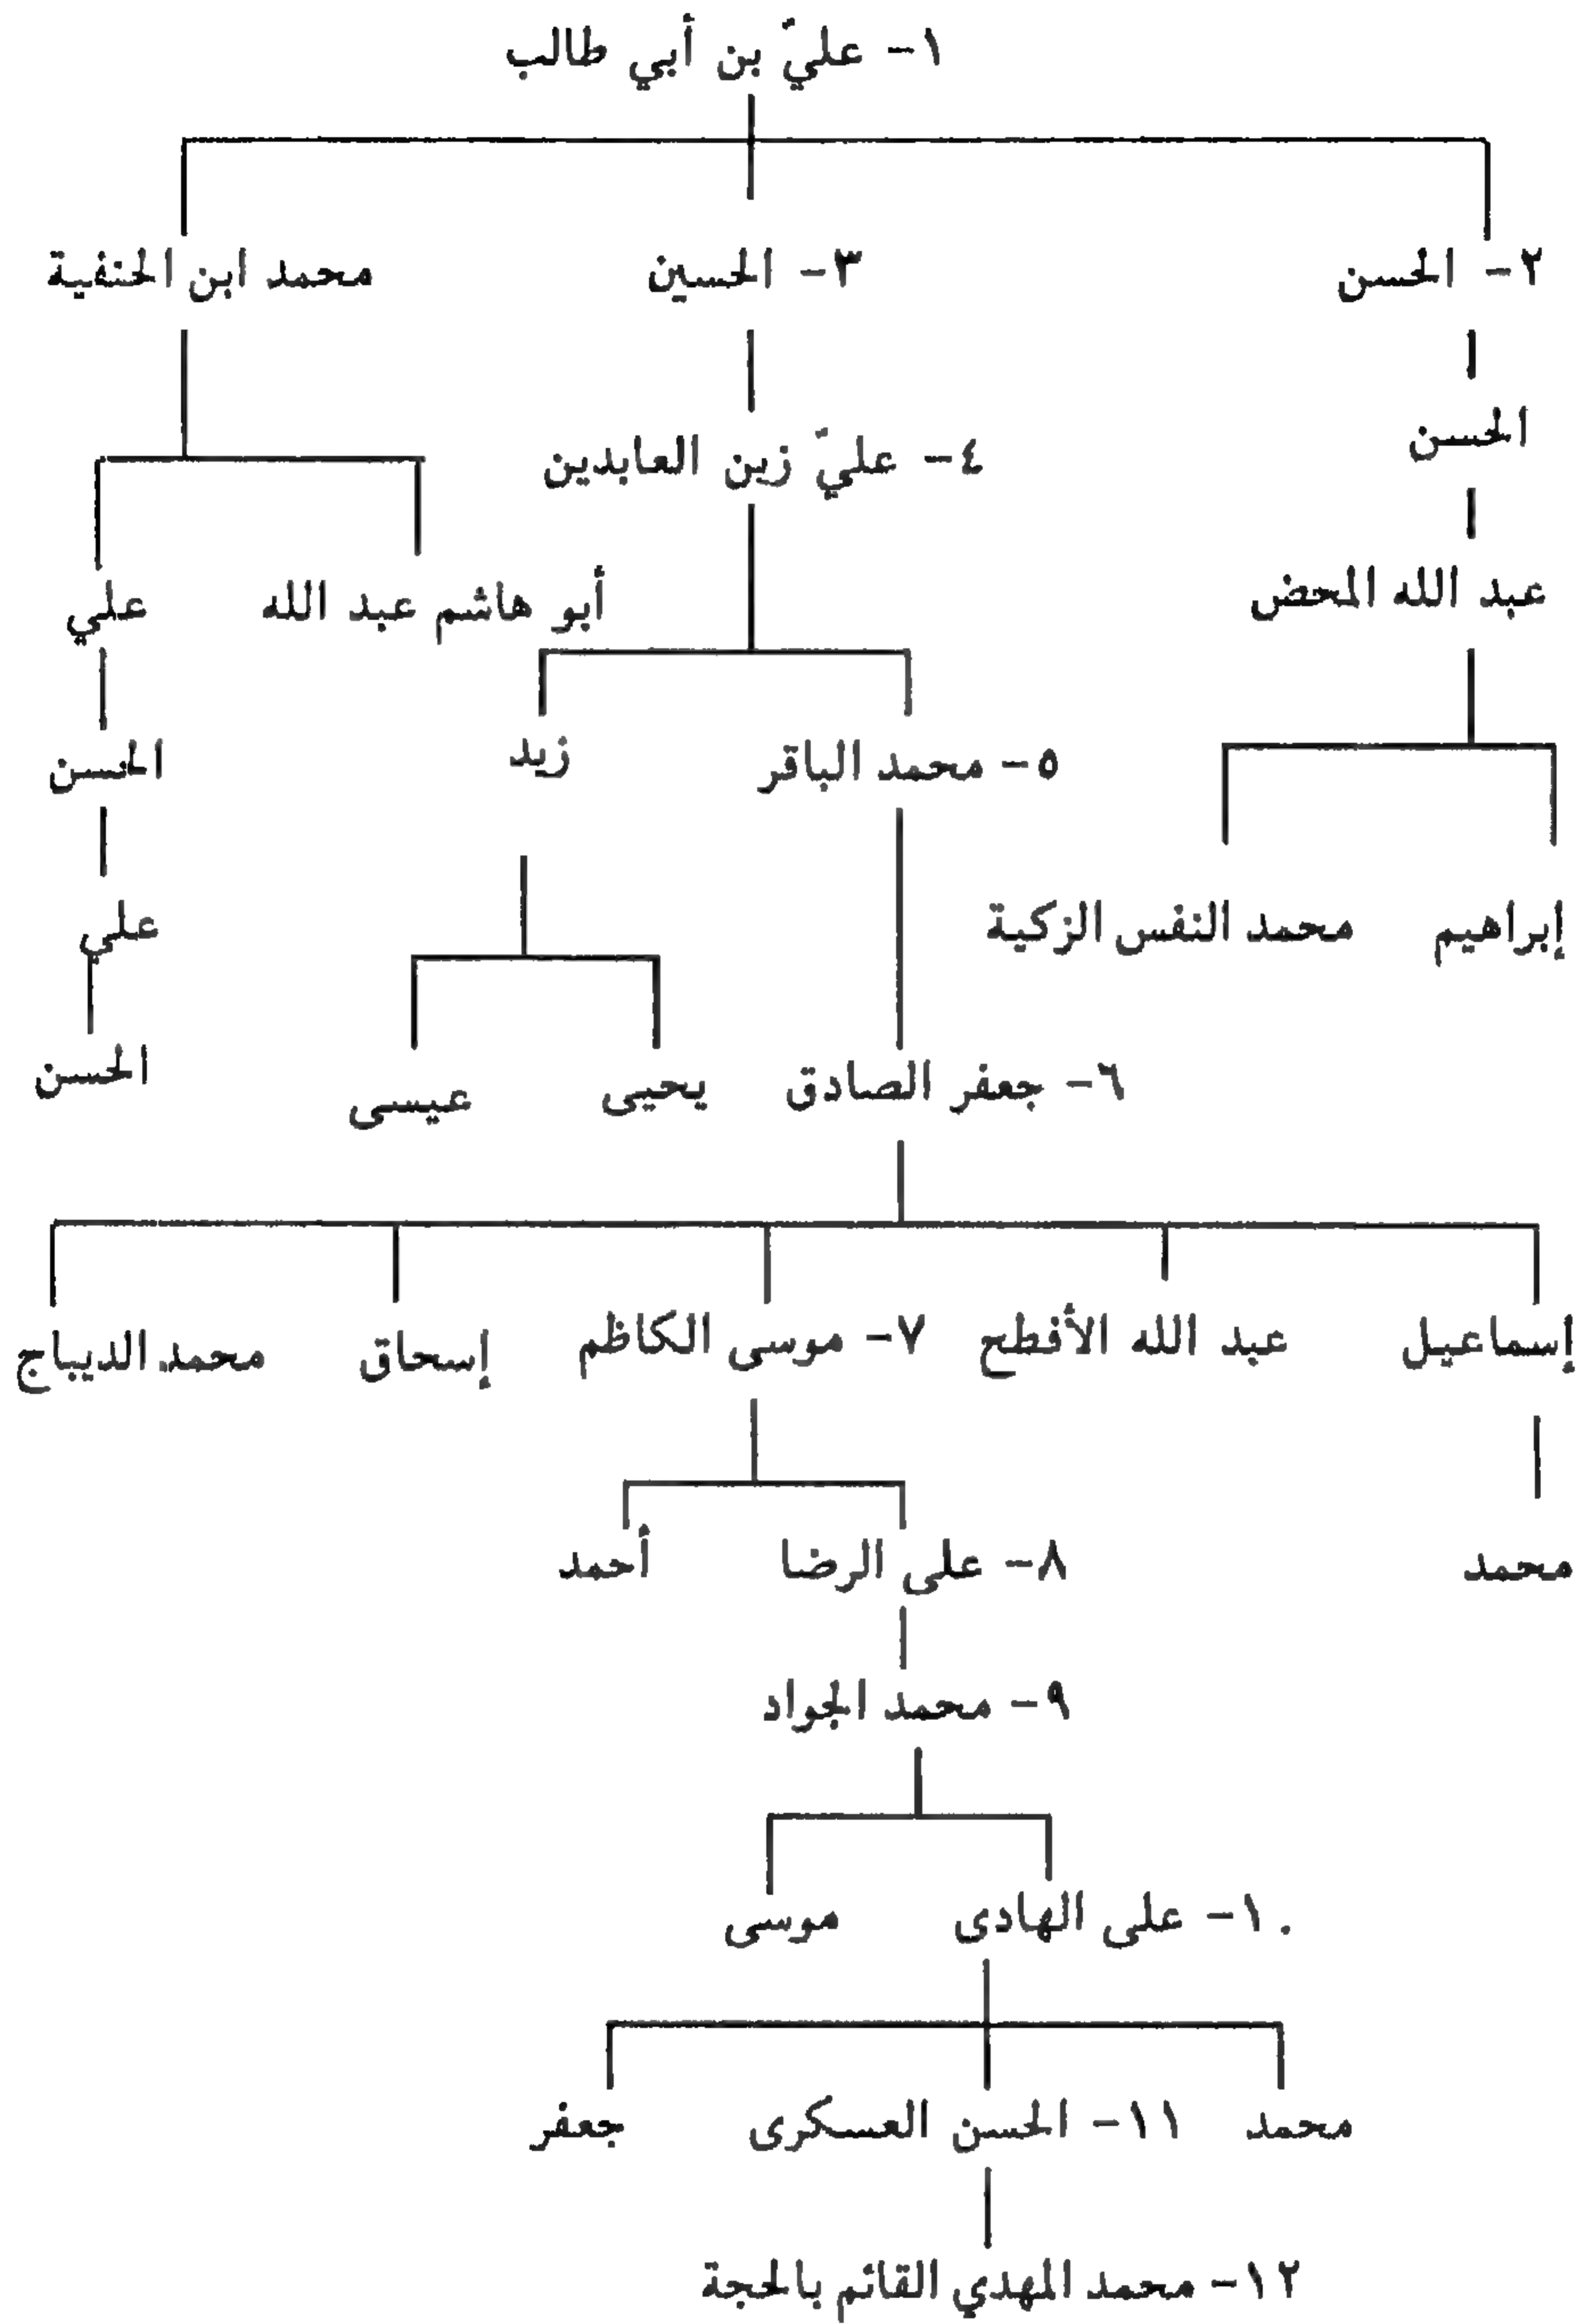 ١- عليّ بن أبي طالب
٢- الحسن
٣- الحسين
محمد ابن الحنفية
الحسن
٤- عليّ زين العابدين
عبد الله المحض
أبو هاشم عبد الله
علي
٥- محمد الباقر
زيد
الحسن
إبراهيم
محمد النفس الزكية
علي
٦- جعفر الصادق
يحيى
عيسى
الحسن
إسماعيل
عبد الله الأفطح
٧- موسى الكاظم
إسحاق
محمد الديباج
محمد
٨- على الرضا
أحمد
٩- محمد الجواد
١٠- على الهادى
موسى
محمد
١١- الحسن العسكرى
جعفر
١٢- محمد المهدي القائم بالحجة